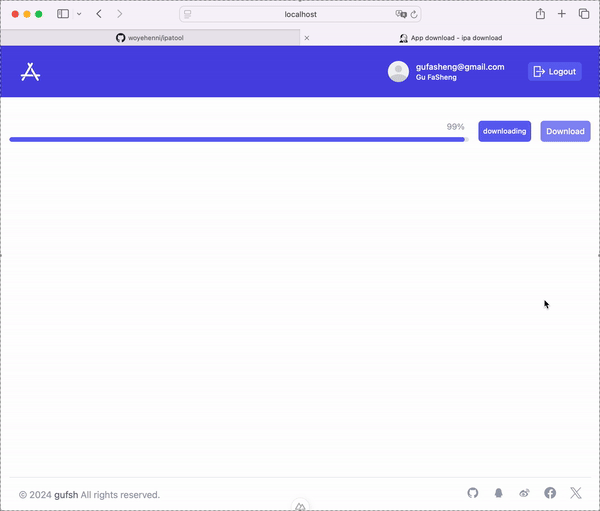 localhost
woyehenni/ipatool
App download - ipa download
gufasheng@gmail.com
Gu FaSheng
Logout
99%
downloading
Download
© 2024 gufsh All rights reserved.